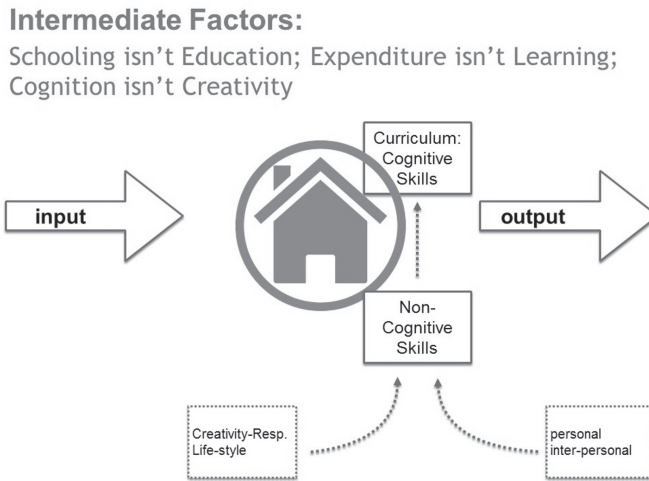 Intermediate Factors:
Schooling isn't Education; Expenditure isn't Learning;
Cognition isn't Creativity
Curriculum:
Cognitive
Skills
input
output
Non-
Cognitive
Skills
Creativity-Resp.
Life-style
personal
inter-personal